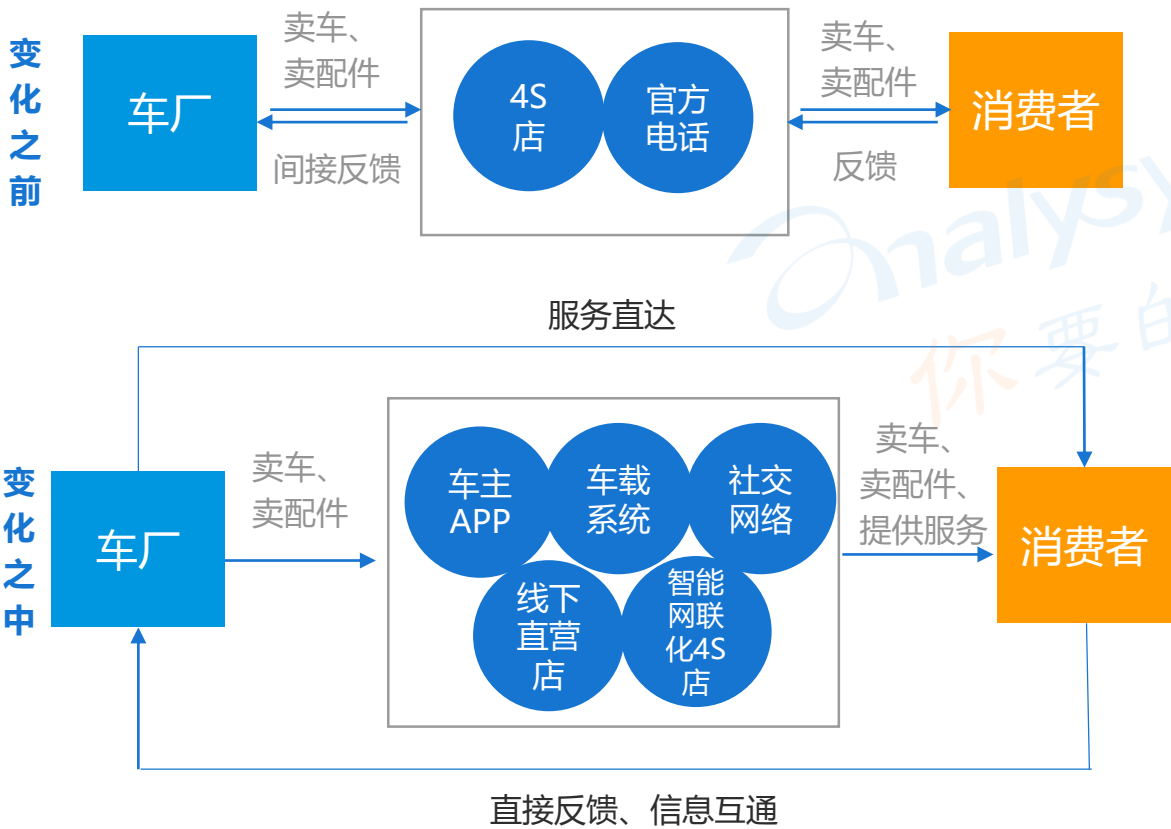 变
化
之
前
车厂
卖车、
卖配件
间接反馈
4S
店
官方
电话
卖车、
卖配件
反馈
消费者
nalysy
你要的
服务直达
变
化
之
中
车厂
卖车、
卖配件
车主
APP
车载
系统
社交
网络
线下
直营
店
智能
网联
化4S
店
卖车、
卖配件、
提供服务
消费者
直接反馈、信息互通